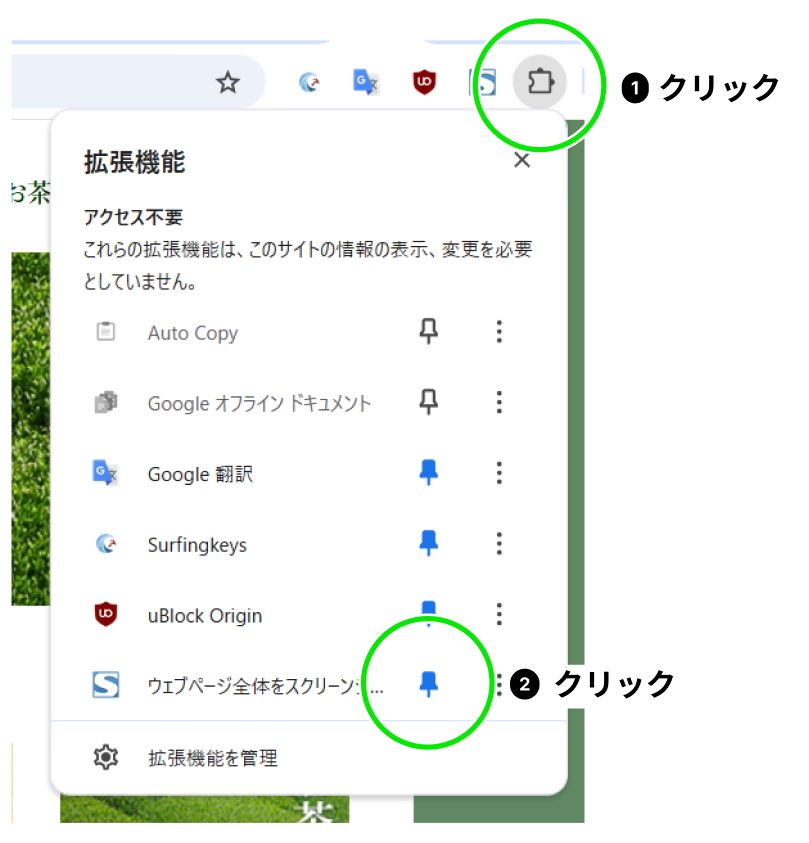 ❶ クリック
お茶
拡張機能
アクセス不要
これらの拡張機能は、このサイトの情報の表示、変更を必要
としていません。
Auto Copy
Google オフライン ドキュメント
Google 翻訳
Surfingkeys
uBlock Origin
ウェブページ全体をスクリーンシ...
❷ クリック
拡張機能を管理
茶